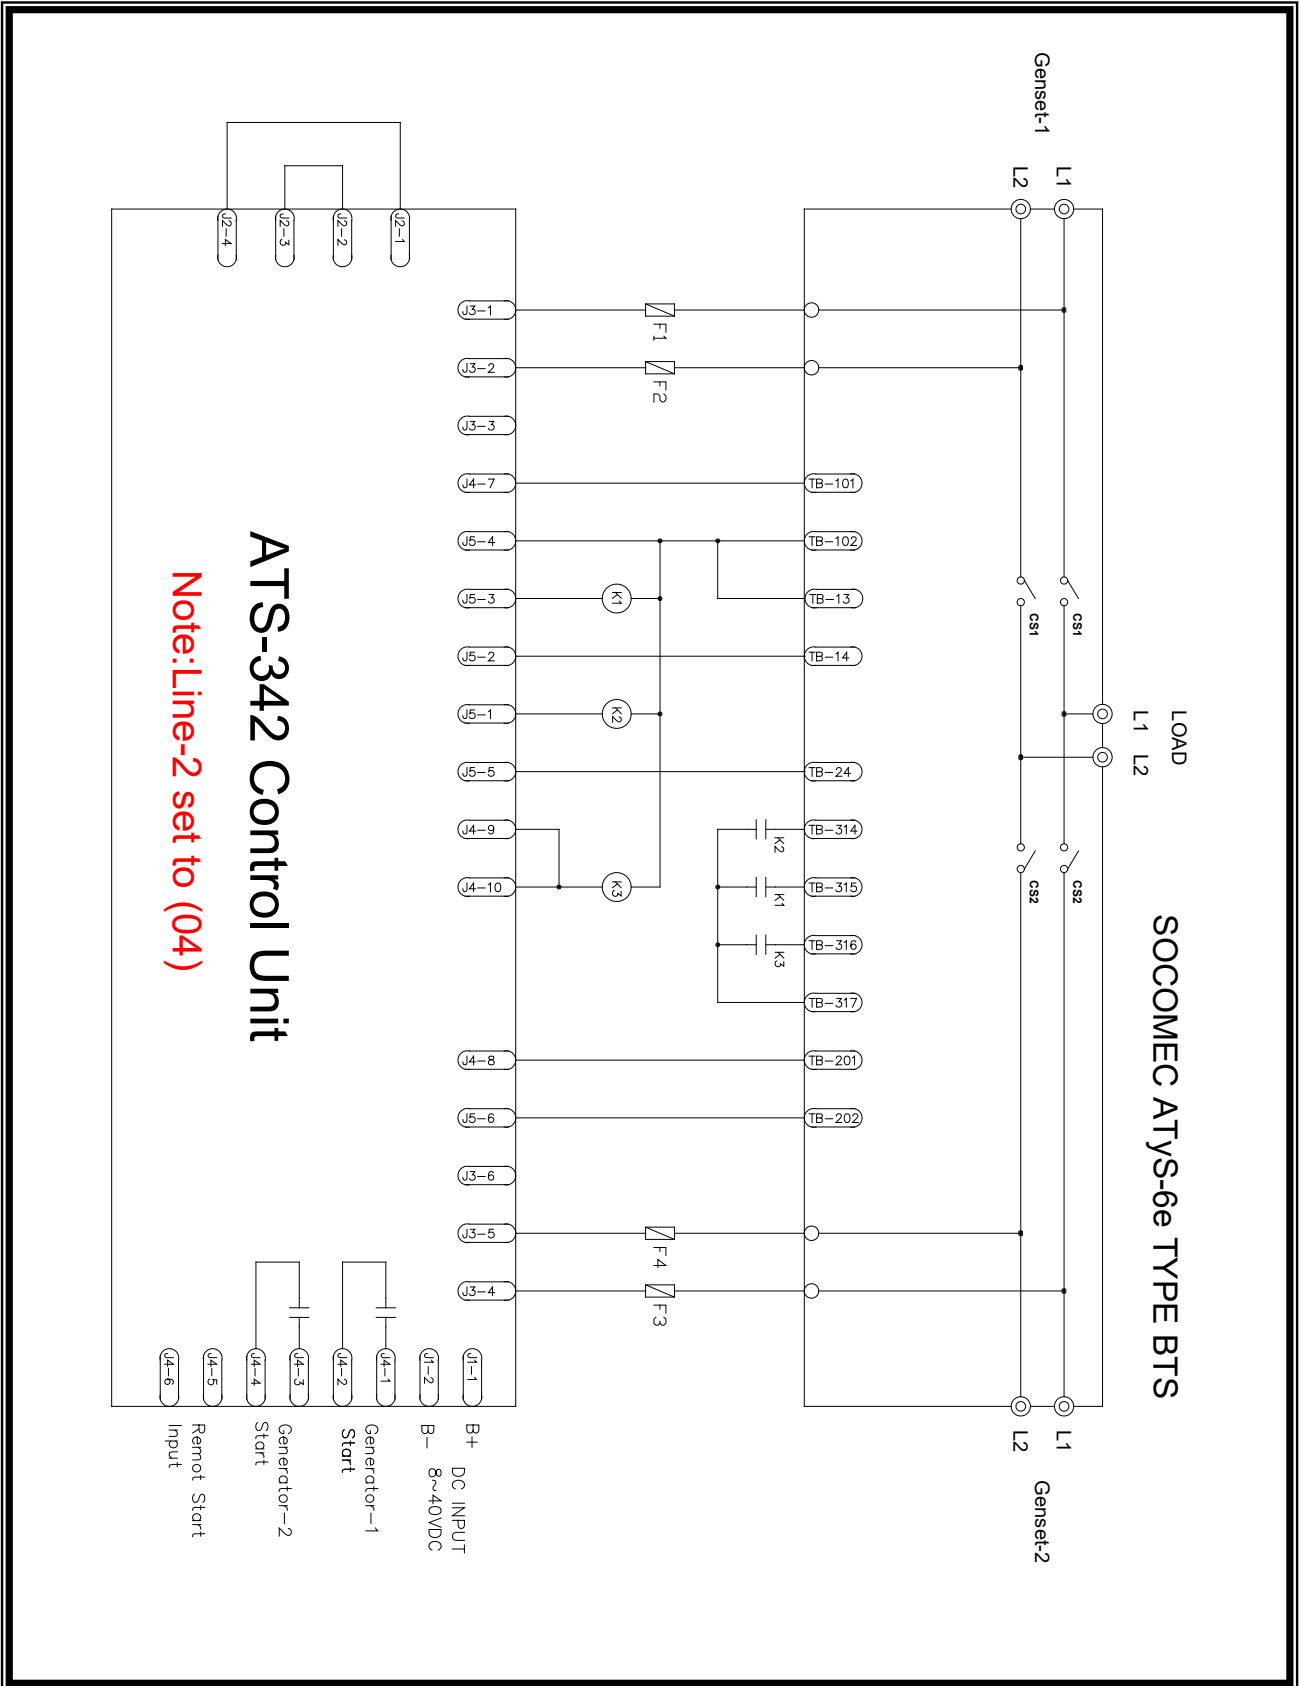 SOCOMEC ATyS-6e TYPE BTS
LOAD
L1 L2
Genset-1
L1
L2
CS1
CS1
CS2
CS2
L1
L2
Genset-2
TB-101
TB-102
TB-13
TB-14
TB-24
TB-314
TB-315
TB-316
TB-317
TB-201
TB-202
K2
K1
K3
F1
F2
F4
F3
K1
K2
K3
J3-1
J3-2
J3-3
J4-7
J5-4
J5-3
J5-2
J5-1
J5-5
J4-9
J4-10
J4-8
J5-6
J3-6
J3-5
J3-4
J2-1
J2-2
J2-3
J2-4
ATS-342 Control Unit
Note:Line-2 set to (04)
J1-1
J1-2
J4-1
J4-2
J4-3
J4-4
J4-5
J4-6
B+
DC INPUT
B-
8~40VDC
Generator-1
Start
Generator-2
Start
Remot Start
Input